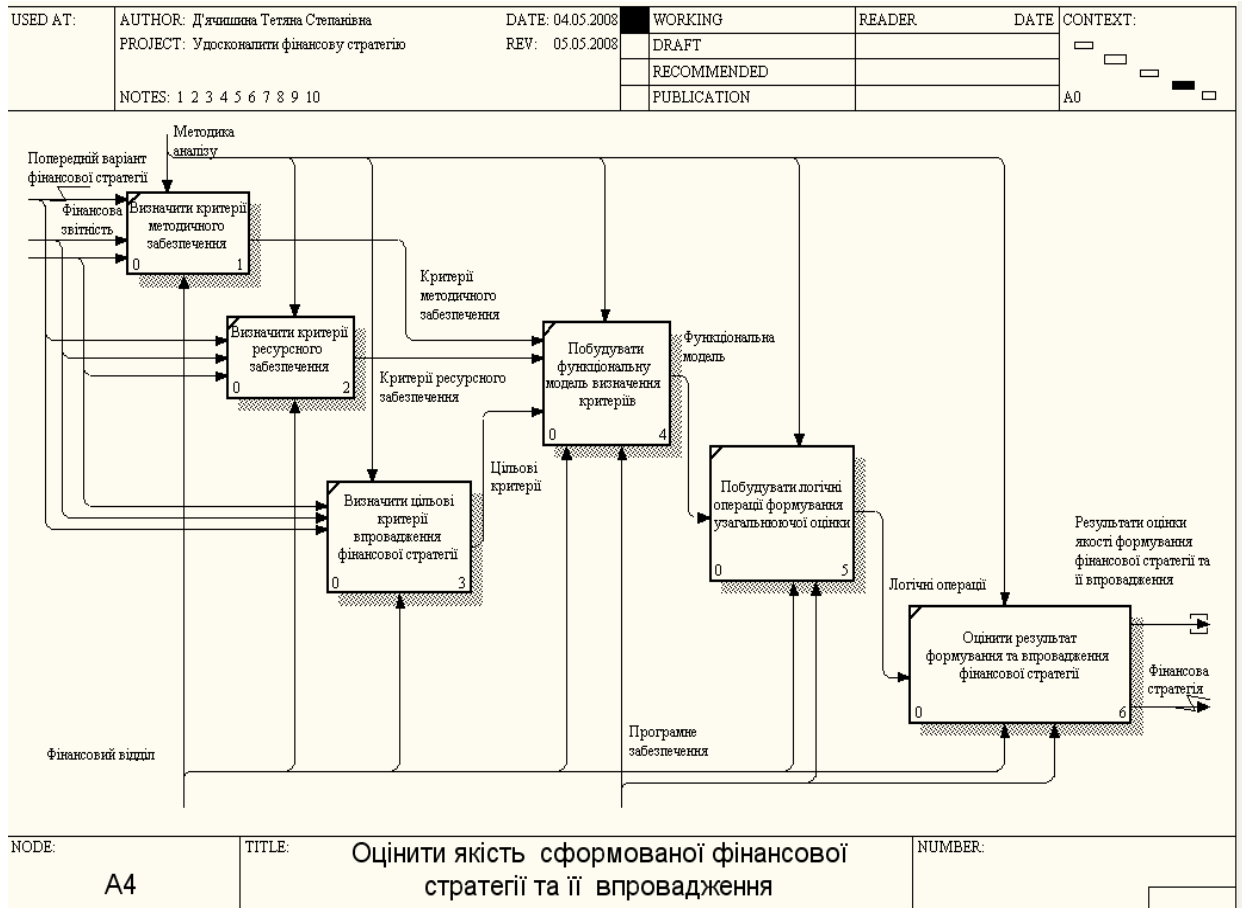 USED AT:
AUTHOR: Д'ячишина Тетяна Степанівна
DATE: 04.05.2008
WORKING
READER
DATE
CONTEXT:
PROJECT: Удосконалити фінансову стратегію
REV: 05.05.2008
DRAFT
RECOMMENDED
NOTES: 1 2 3 4 5 6 7 8 9 10
PUBLICATION
A0
Методика
аналізу
Попередній варіант
фінансової стратегії
Фінансова
звітність
Визначити критерії
методичного
забезпечення
0
1
Критерії
методичного
забезпечення
Визначити критерії
ресурсного
забезпечення
0
2
Критерії ресурсного
забезпечення
Побудувати
функціональну
модель визначення
критеріїв
0
4
Функціональна
модель
Визначити цільові
критерії
впровадження
фінансової стратегії
0
3
Цільові
критерії
Побудувати логічні
операції формування
узагальнюючої оцінки
0
5
Логічні операції
Результати оцінки
якості формування
фінансової стратегії та
її впровадження
Оцінити результат
формування та впровадження
фінансової стратегії
0
6
Фінансова
стратегія
Фінансовий відділ
Програмне
забезпечення
NODE:
A4
TITLE:
Оцінити якість сформованої фінансової
стратегії та її впровадження
NUMBER: